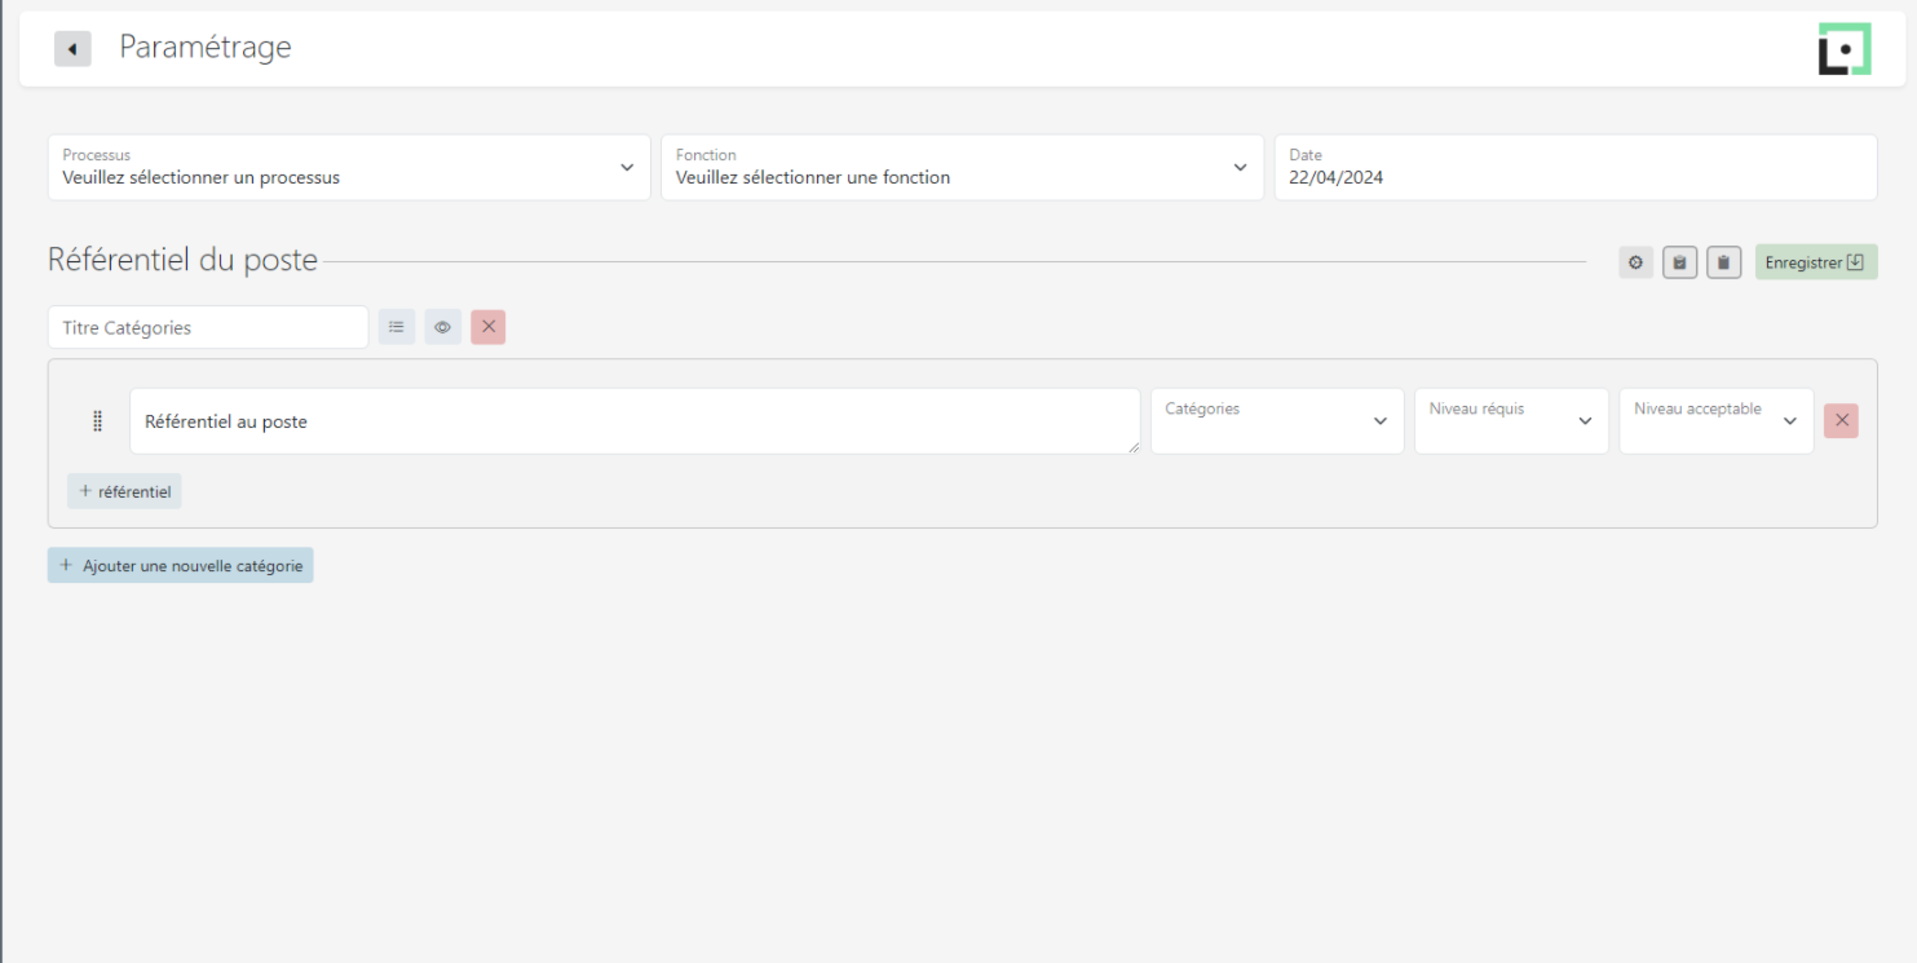 Paramétrage
Processus
Veuillez sélectionner un processus
Fonction
Veuillez sélectionner une fonction
Date
22/04/2024
Référentiel du poste
Enregistrer
Titre Catégories
Référentiel au poste
Catégories
Niveau réquis
Niveau acceptable
+ référentiel
+ Ajouter une nouvelle catégorie